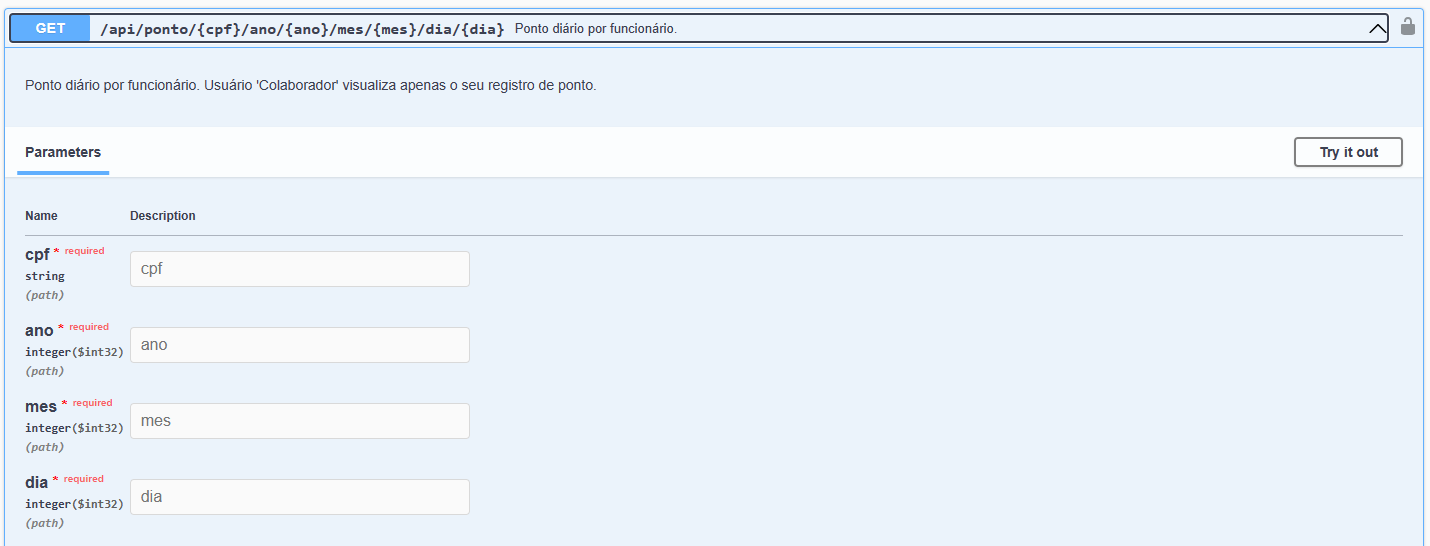 GET /api/ponto/{cpf}/ano/{ano}/mes/{mes}/dia/{dia} Ponto diário por funcionário.
Ponto diário por funcionário. Usuário 'Colaborador' visualiza apenas o seu registro de ponto.
Parameters Try it out
Name Description
cpf * required
string
(path)
cpf
ano * required
integer($int32)
(path)
ano
mes * required
integer($int32)
(path)
mes
dia * required
integer($int32)
(path)
dia